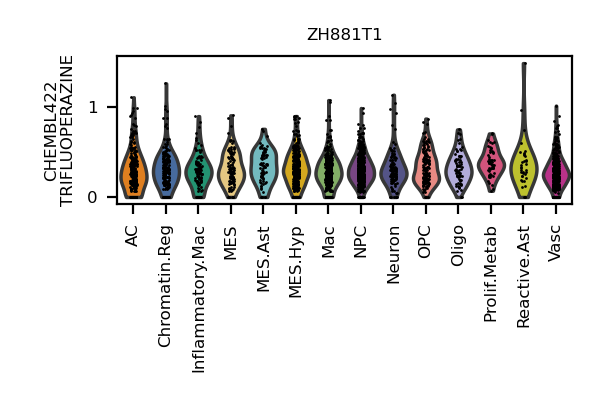 ZH881T1
CHEMBL422
TRIFLUOPERAZINE
1
0
AC
Chromatin.Reg
Inflammatory.Mac
MES
MES.Ast
MES.Hyp
Mac
NPC
Neuron
OPC
Oligo
Prolif.Metab
Reactive.Ast
Vasc